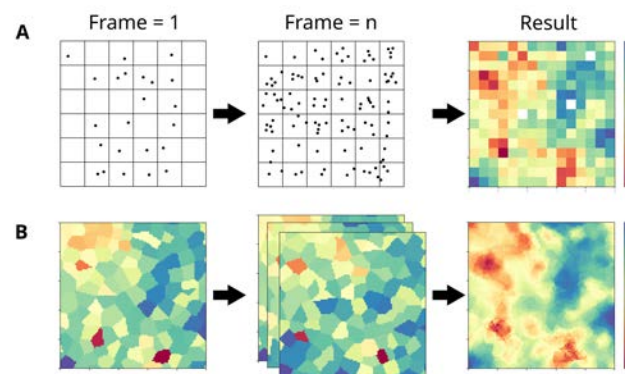 Frame = 1
Frame = n
Result
A
B